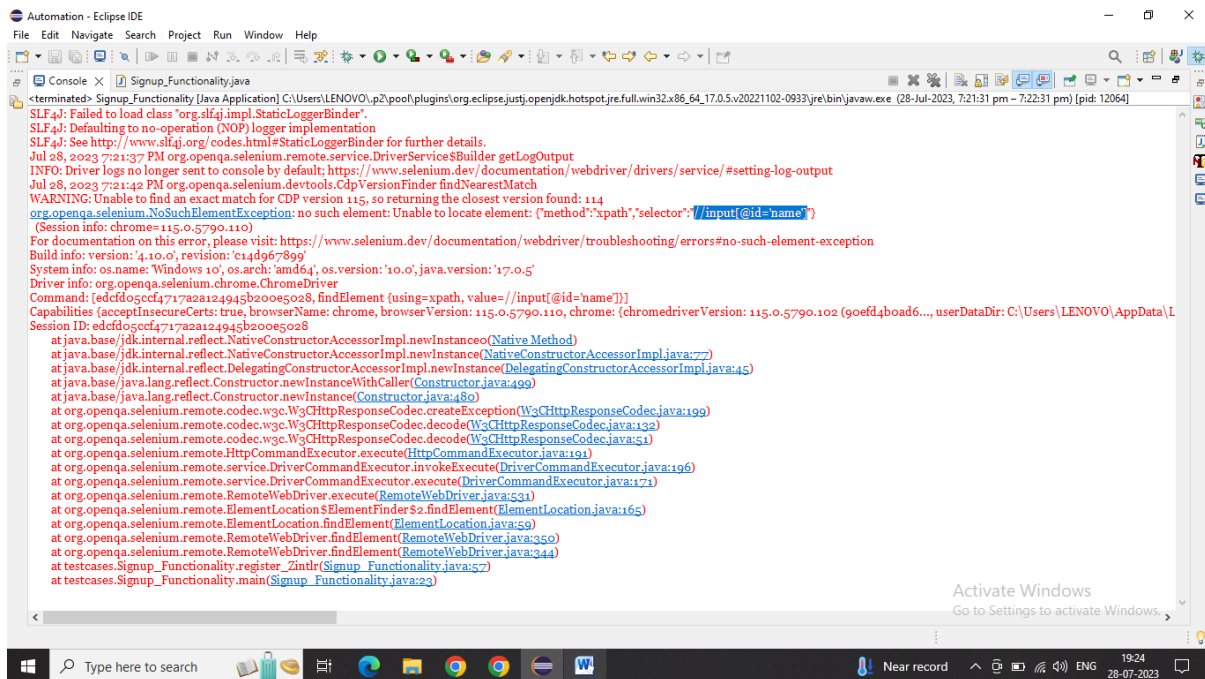 Automation - Eclipse IDE
File Edit Navigate Search Project Run Window Help
Console Signup_Functionality.java
<terminated> Signup_Functionality [Java Application] C:\Users\LENOVO\.p2\pool\plugins\org.eclipse.justj.openjdk.hotspot.jre.full.win32.x86_64_17.0.5.v20221102-0933\jre\bin\javaw.exe (28-Jul-2023, 7:21:31 pm – 7:22:31 pm) [pid: 12064]
SLF4J: Failed to load class "org.slf4j.impl.StaticLoggerBinder".
SLF4J: Defaulting to no-operation (NOP) logger implementation
SLF4J: See http://www.slf4j.org/codes.html#StaticLoggerBinder for further details.
Jul 28, 2023 7:21:37 PM org.openqa.selenium.remote.service.DriverService$Builder getLogOutput
INFO: Driver logs no longer sent to console by default; https://www.selenium.dev/documentation/webdriver/drivers/service/#setting-log-output
Jul 28, 2023 7:21:42 PM org.openqa.selenium.devtools.CdpVersionFinder findNearestMatch
WARNING: Unable to find an exact match for CDP version 115, so returning the closest version found: 114
org.openqa.selenium.NoSuchElementException: no such element: Unable to locate element: {"method":"xpath","selector":"//input[@id='name']"}
(Session info: chrome=115.0.5790.110)
For documentation on this error, please visit: https://www.selenium.dev/documentation/webdriver/troubleshooting/errors#no-such-element-exception
Build info: version: '4.10.0', revision: 'c14d967899'
System info: os.name: 'Windows 10', os.arch: 'amd64', os.version: '10.0', java.version: '17.0.5'
Driver info: org.openqa.selenium.chrome.ChromeDriver
Command: [edcfd05ccf4717a2a124945b200e5028, findElement {using=xpath, value=//input[@id='name']}]
Capabilities {acceptInsecureCerts: true, browserName: chrome, browserVersion: 115.0.5790.110, chrome: {chromedriverVersion: 115.0.5790.102 (90efd4b0ad6..., userDataDir: C:\Users\LENOVO\AppData\L
Session ID: edcfd05ccf4717a2a124945b200e5028
at java.base/jdk.internal.reflect.NativeConstructorAccessorImpl.newInstance0(Native Method)
at java.base/jdk.internal.reflect.NativeConstructorAccessorImpl.newInstance(NativeConstructorAccessorImpl.java:77)
at java.base/jdk.internal.reflect.DelegatingConstructorAccessorImpl.newInstance(DelegatingConstructorAccessorImpl.java:45)
at java.base/java.lang.reflect.Constructor.newInstanceWithCaller(Constructor.java:499)
at java.base/java.lang.reflect.Constructor.newInstance(Constructor.java:480)
at org.openqa.selenium.remote.codec.w3c.W3CHttpResponseCodec.createException(W3CHttpResponseCodec.java:199)
at org.openqa.selenium.remote.codec.w3c.W3CHttpResponseCodec.decode(W3CHttpResponseCodec.java:132)
at org.openqa.selenium.remote.codec.w3c.W3CHttpResponseCodec.decode(W3CHttpResponseCodec.java:51)
at org.openqa.selenium.remote.HttpCommandExecutor.execute(HttpCommandExecutor.java:191)
at org.openqa.selenium.remote.service.DriverCommandExecutor.invokeExecute(DriverCommandExecutor.java:196)
at org.openqa.selenium.remote.service.DriverCommandExecutor.execute(DriverCommandExecutor.java:171)
at org.openqa.selenium.remote.RemoteWebDriver.execute(RemoteWebDriver.java:531)
at org.openqa.selenium.remote.ElementLocation$ElementFinder$2.findElement(ElementLocation.java:165)
at org.openqa.selenium.remote.ElementLocation.findElement(ElementLocation.java:59)
at org.openqa.selenium.remote.RemoteWebDriver.findElement(RemoteWebDriver.java:350)
at org.openqa.selenium.remote.RemoteWebDriver.findElement(RemoteWebDriver.java:344)
at testcases.Signup_Functionality.register_Zintlr(Signup_Functionality.java:57)
at testcases.Signup_Functionality.main(Signup_Functionality.java:23)
Activate Windows
Go to Settings to activate Windows.
Type here to search
Near record
ENG
19:24
28-07-2023